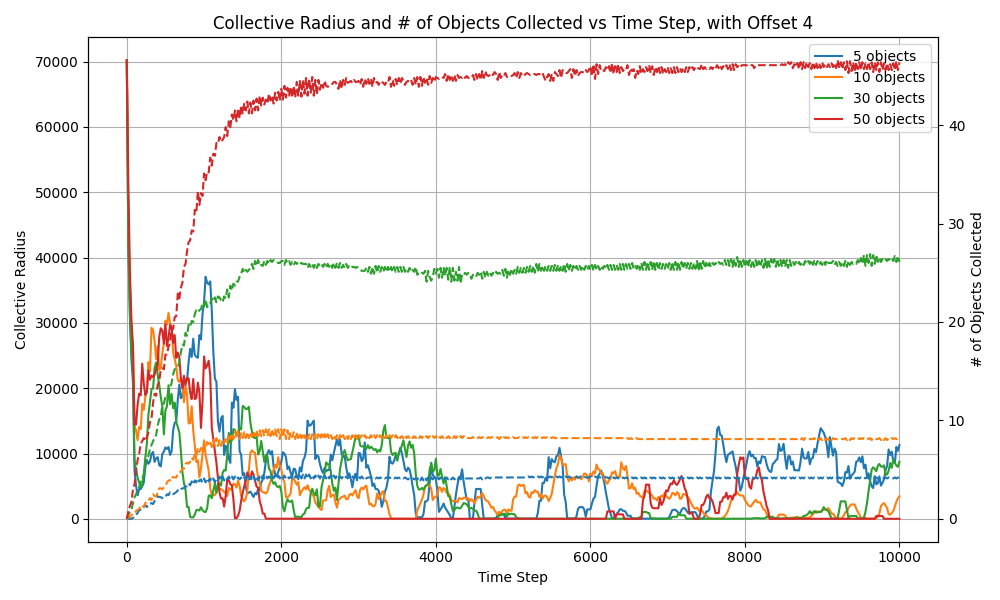 Collective Radius and # of Objects Collected vs Time Step, with Offset 4
5 objects
10 objects
30 objects
50 objects
70000
60000
50000
40000
30000
20000
10000
0
Collective Radius
40
30
20
10
0
# of Objects Collected
0 2000 4000 6000 8000 10000
Time Step